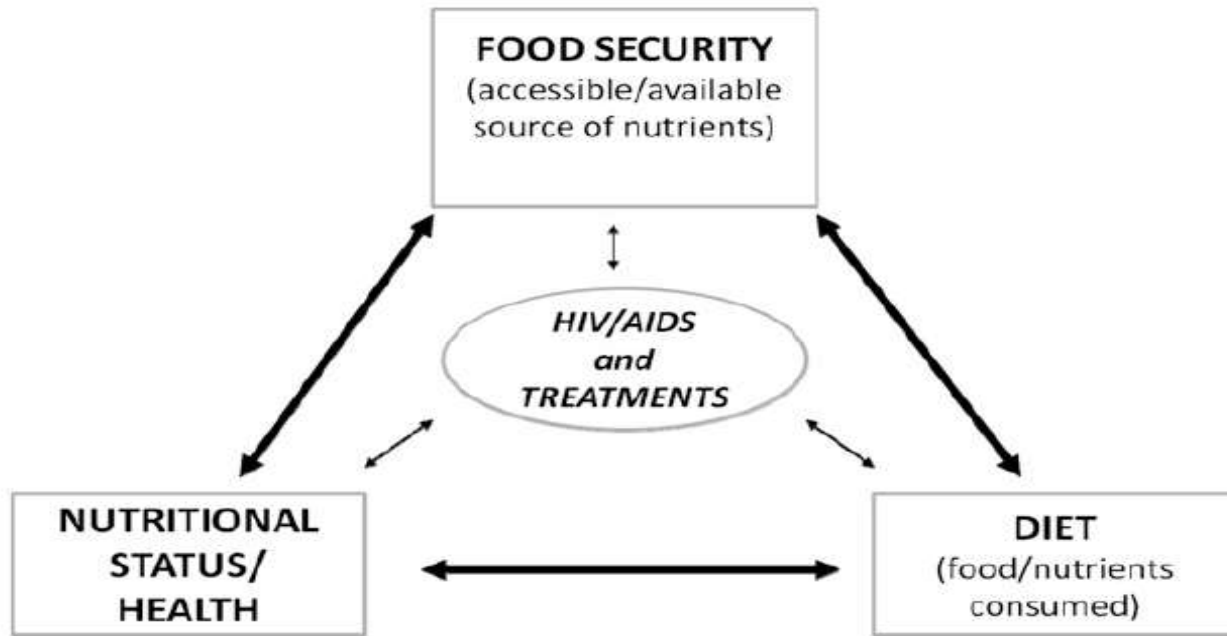 FOOD SECURITY
(accessible/available
source of nutrients)
HIV/AIDS
and
TREATMENTS
NUTRITIONAL
STATUS/
HEALTH
DIET
(food/nutrients
consumed)